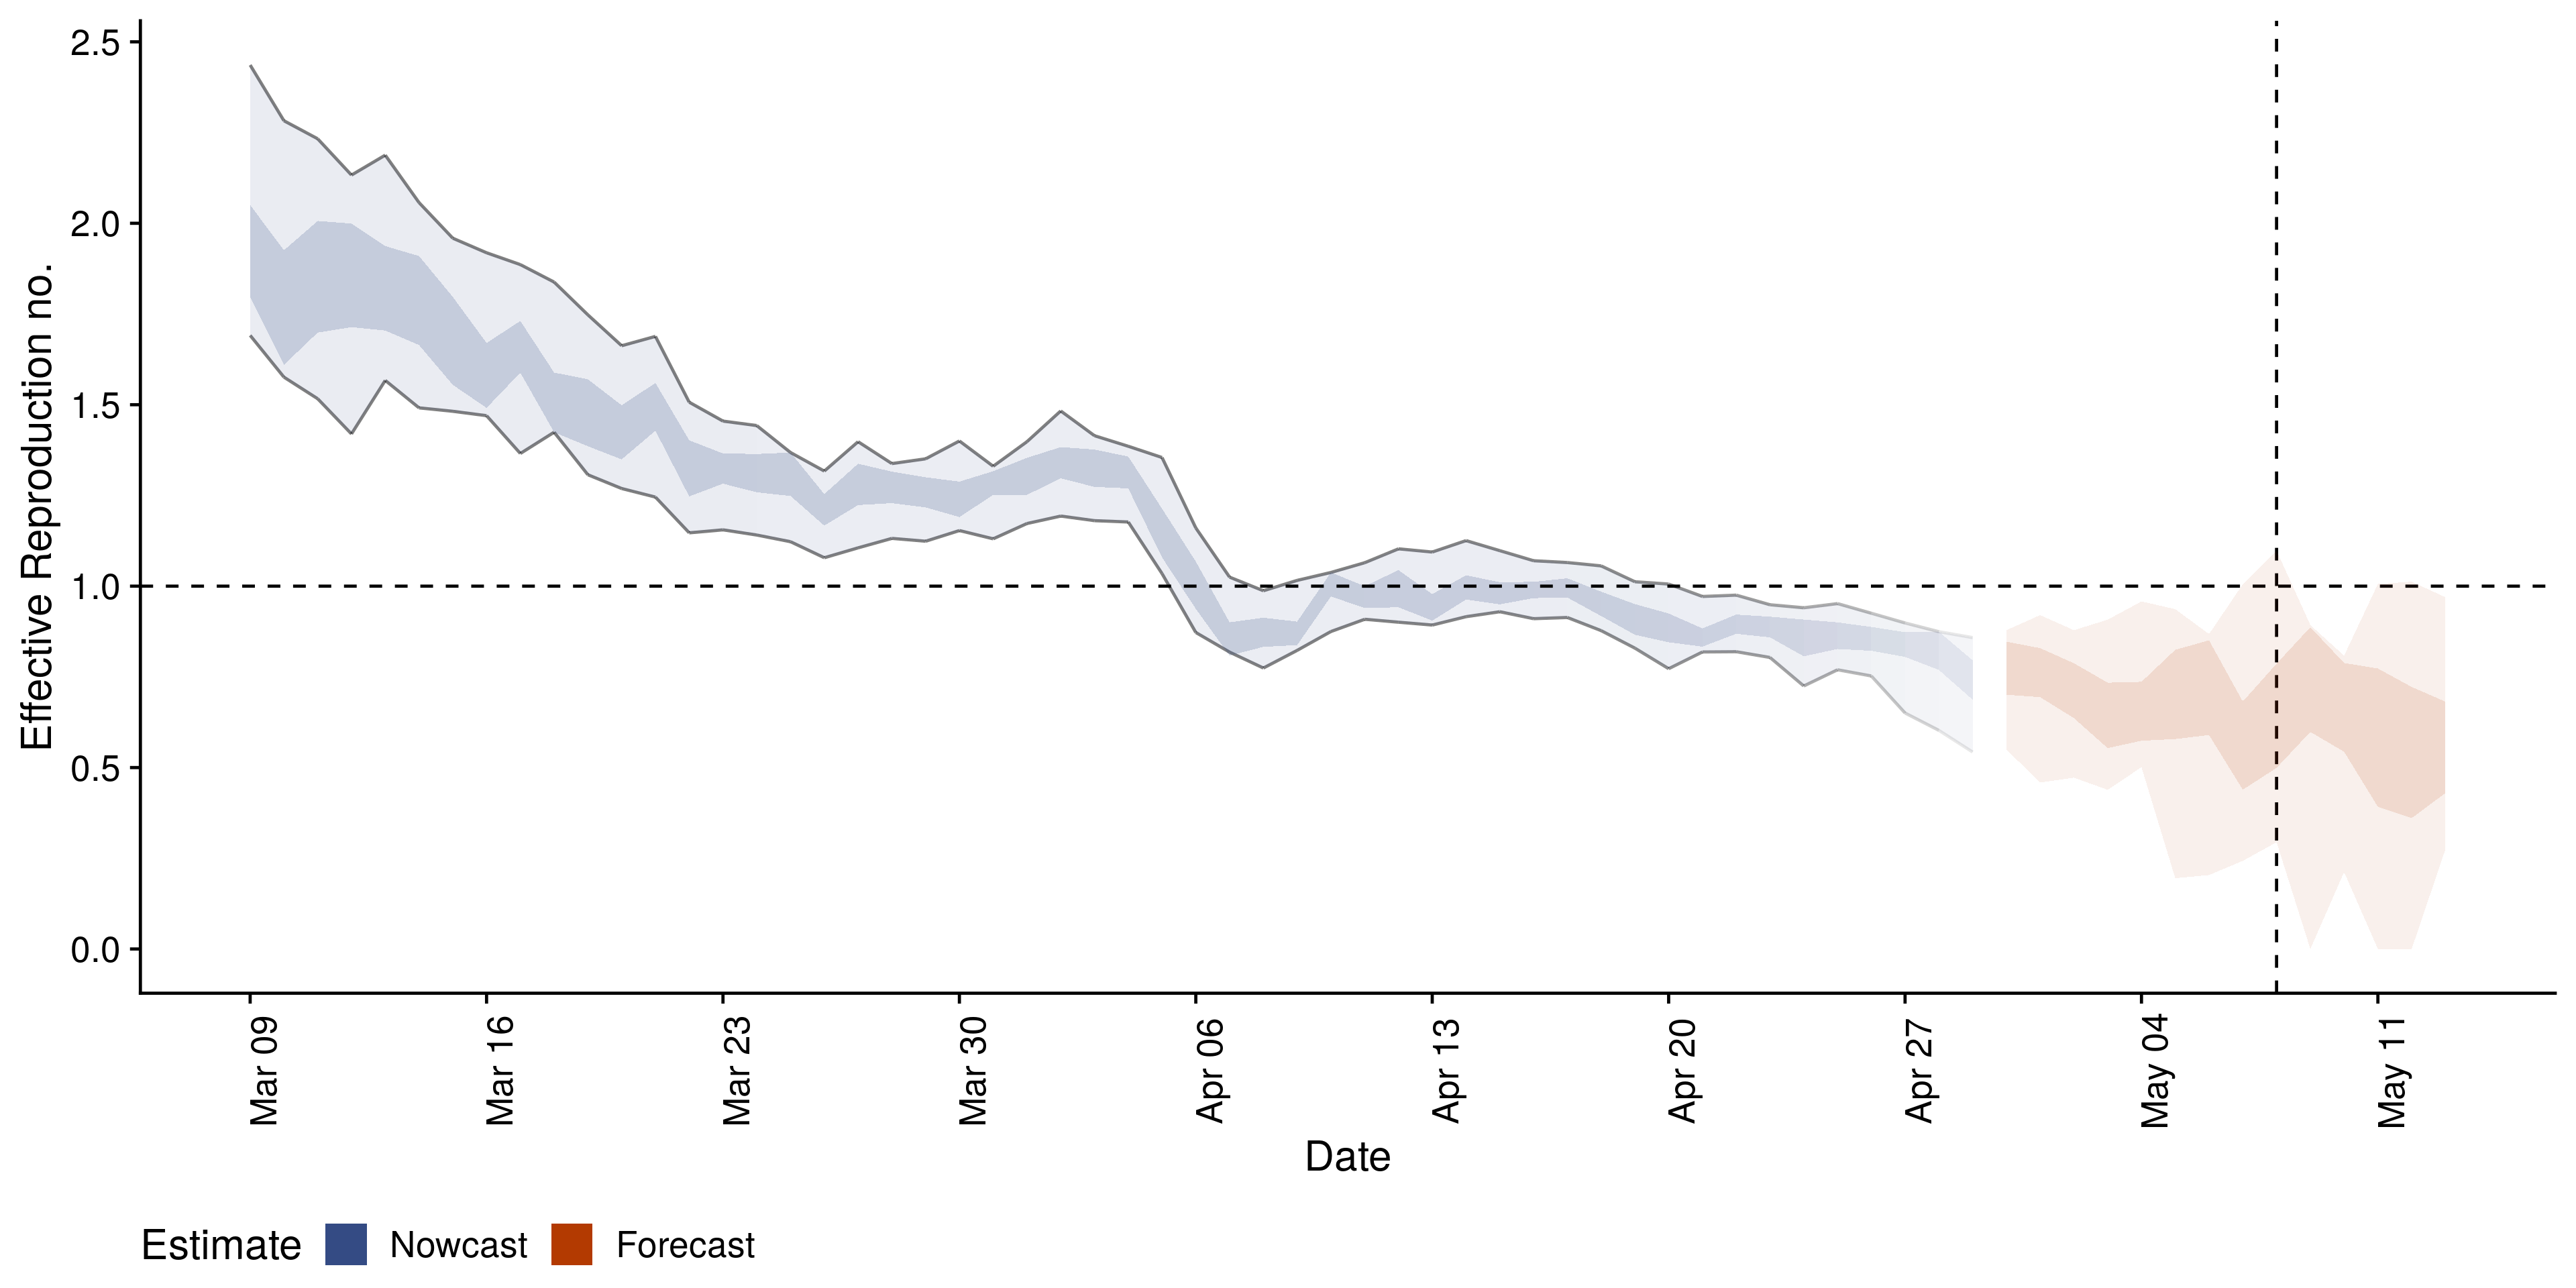 Effective Reproduction no.
2.5
2.0
1.5
1.0
0.5
0.0
Mar 09
Mar 16
Mar 23
Mar 30
Apr 06
Apr 13
Apr 20
Apr 27
May 04
May 11
Date
Estimate Nowcast Forecast